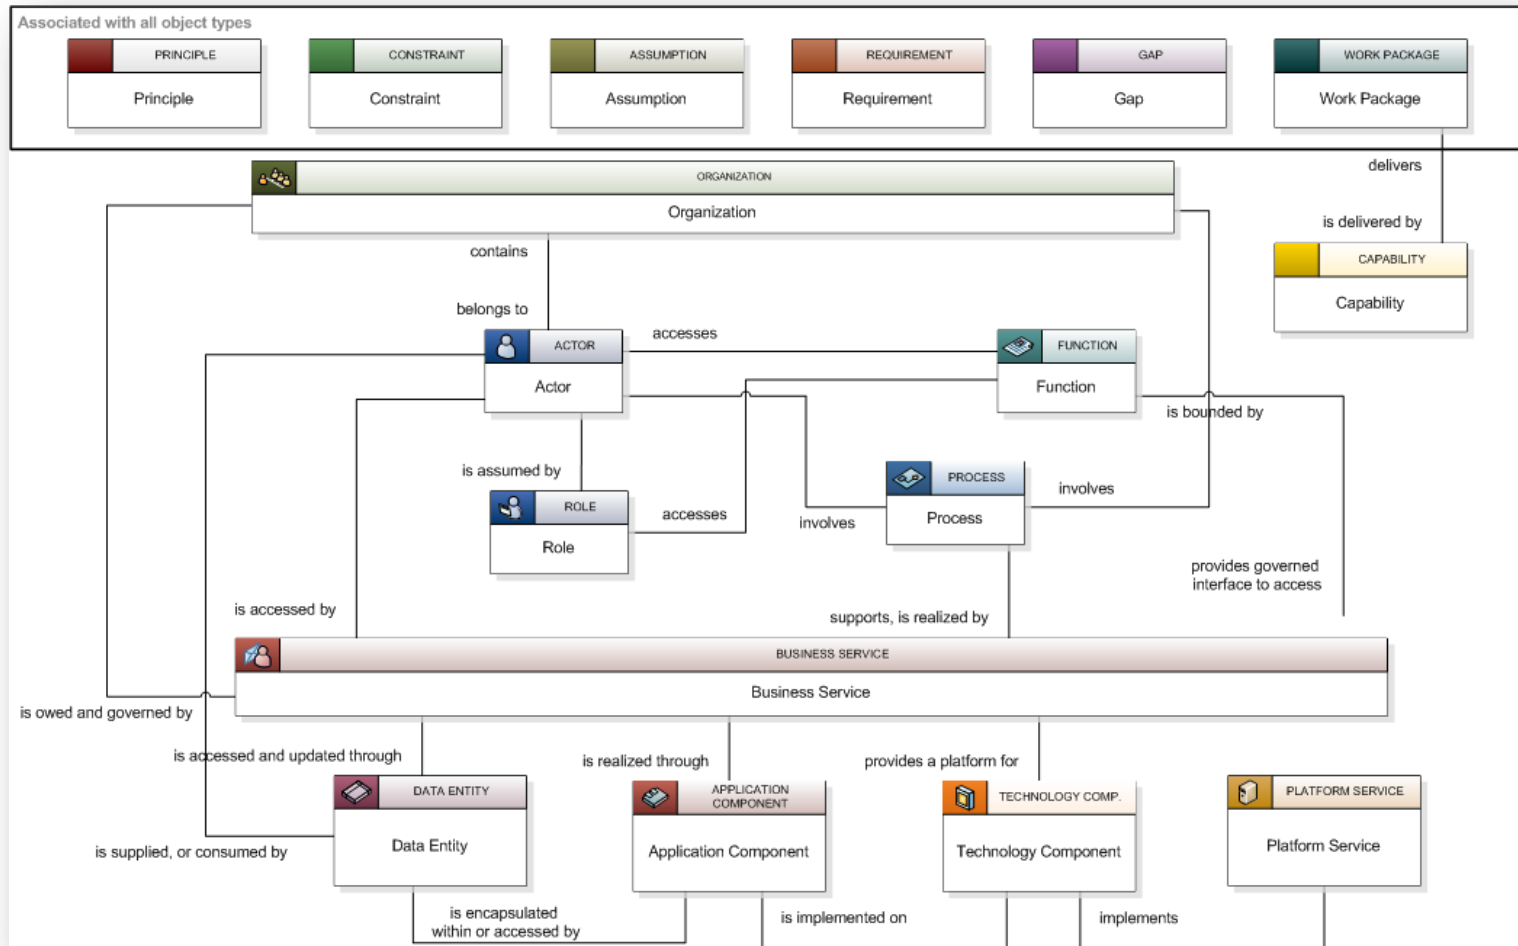 Associated with all object types
PRINCIPLE
Principle
CONSTRAINT
Constraint
ASSUMPTION
Assumption
REQUIREMENT
Requirement
GAP
Gap
WORK PACKAGE
Work Package
delivers
is delivered by
CAPABILITY
Capability
ORGANIZATION
Organization
contains
belongs to
ACTOR
Actor
accesses
FUNCTION
Function
is bounded by
is assumed by
ROLE
Role
accesses
involves
PROCESS
Process
involves
provides governed
interface to access
is accessed by
supports, is realized by
BUSINESS SERVICE
Business Service
is owed and governed by
is accessed and updated through
is realized through
provides a platform for
DATA ENTITY
Data Entity
APPLICATION
COMPONENT
Application Component
TECHNOLOGY COMP.
Technology Component
PLATFORM SERVICE
Platform Service
is supplied, or consumed by
is encapsulated
within or accessed by
is implemented on
implements